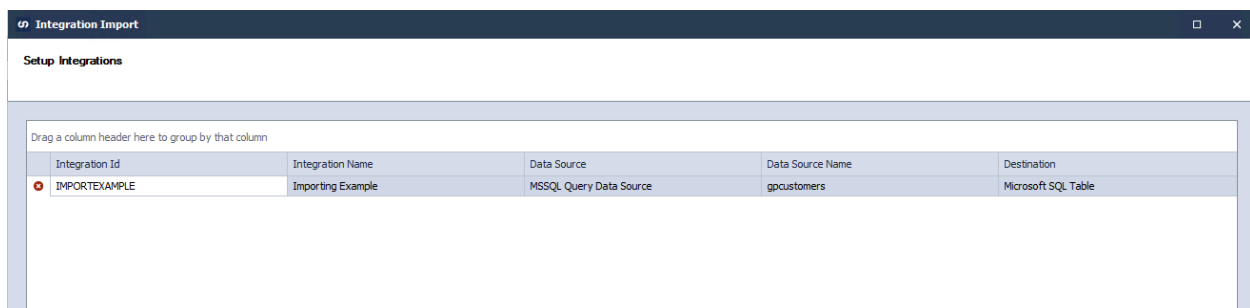 Integration Import
Setup Integrations
Drag a column header here to group by that column
Integration Id Integration Name Data Source Data Source Name Destination
IMPORTEXAMPLE Importing Example MSSQL Query Data Source gpcustomers Microsoft SQL Table